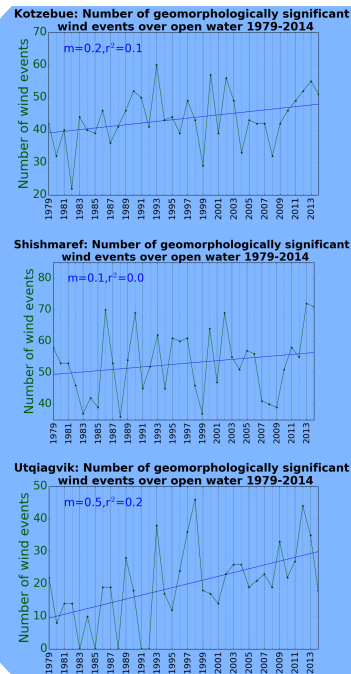 Kotzebue: Number of geomorphologically significant
wind events over open water 1979-2014
Number of wind events
70
60
50
40
30
20
m=0.2,r²=0.1
1979 1981 1983 1985 1987 1989 1991 1993 1995 1997 1999 2001 2003 2005 2007 2009 2011 2013
Shishmaref: Number of geomorphologically significant
wind events over open water 1979-2014
Number of wind events
80
70
60
50
40
m=0.1,r²=0.0
1979 1981 1983 1985 1987 1989 1991 1993 1995 1997 1999 2001 2003 2005 2007 2009 2011 2013
Utqiagvik: Number of geomorphologically significant
wind events over open water 1979-2014
Number of wind events
50
40
30
20
10
0
m=0.5,r²=0.2
1979 1981 1983 1985 1987 1989 1991 1993 1995 1997 1999 2001 2003 2005 2007 2009 2011 2013